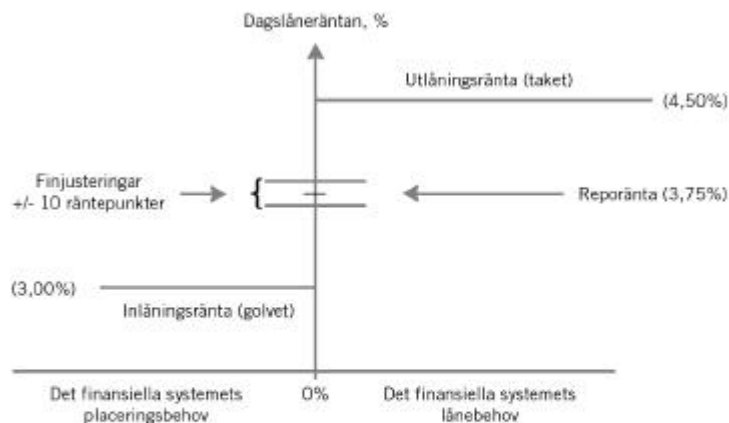 Dagslåneräntan, %
Utlåningsränta (taket)
(4,50%)
Finjusteringar
+/- 10 räntepunkter
{
Reporänta (3,75%)
(3,00%)
Inlåningsränta (golvet)
Det finansiella systemets
placeringsbehov
0%
Det finansiella systemets
lånebehov